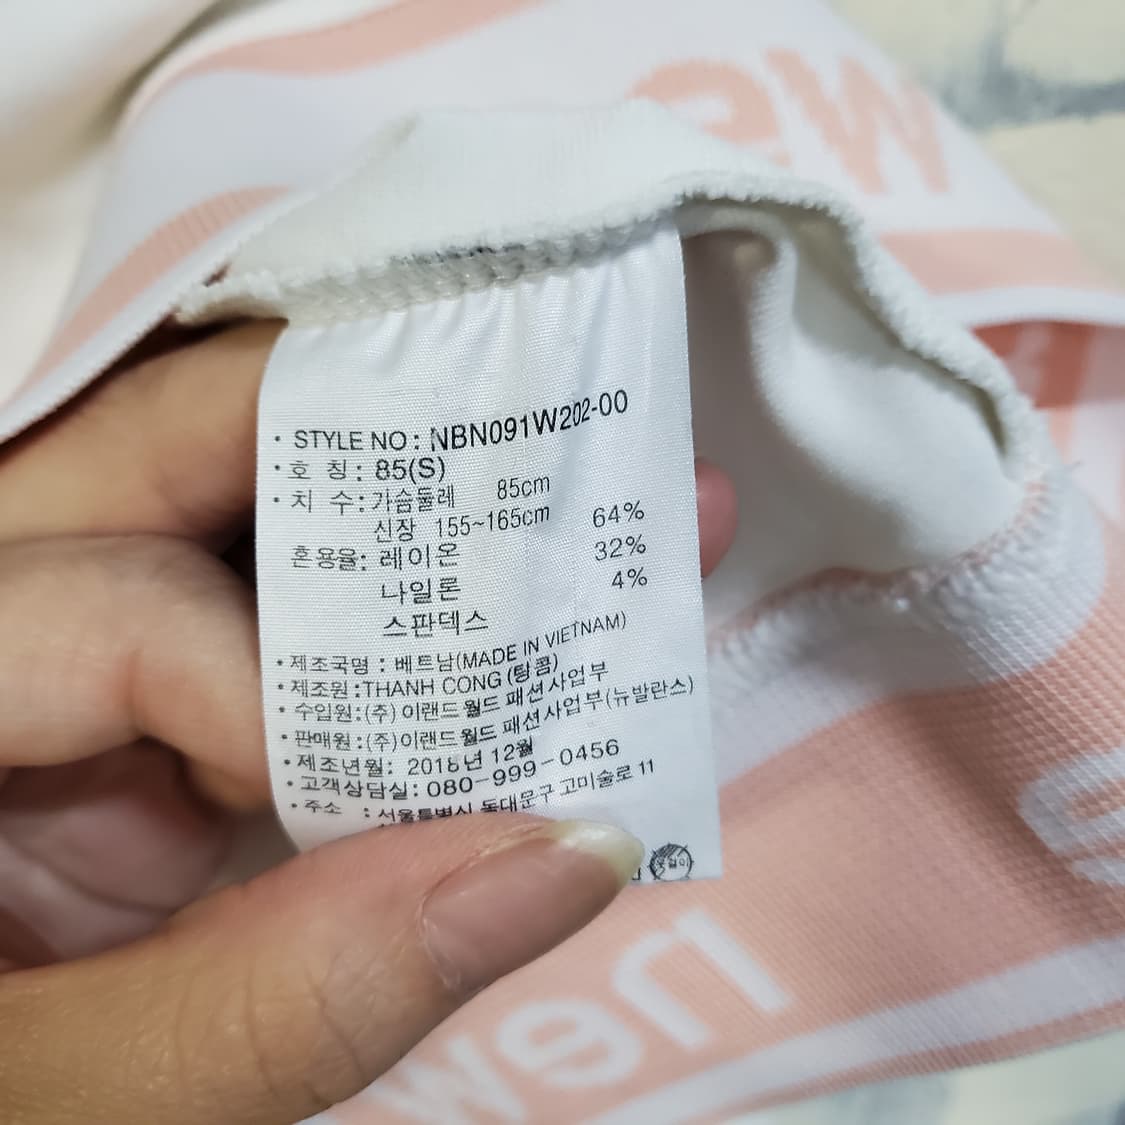 we
· STYLE NO : NBN091W202-00
· 호 칭 : 85(S)
· 치 수 : 가슴둘레 85cm
신장 155~165cm
혼용율: 레이온 64%
나일론 32%
스판덱스 4%
· 제조국명 : 베트남(MADE IN VIETNAM)
· 제조원 : THANH CONG (탕콤)
· 수입원 : (주) 이랜드월드 패션사업부
· 판매원 : (주)이랜드월드 패션사업부(뉴발란스)
· 제조년월: 2018년 12월
· 고객상담실: 080-999-0456
· 주소 : 서울특별시 동대문구 고미술로 11
옷걸이
new